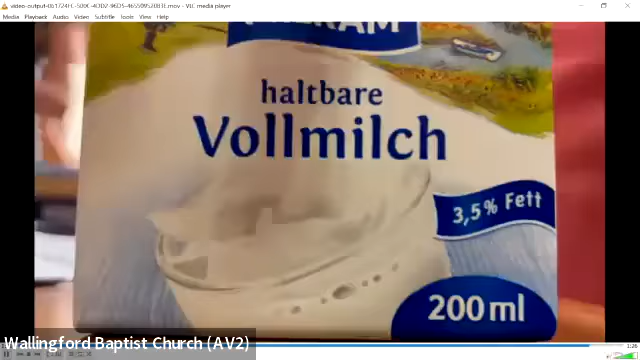 Media Playback Audio Video Subtitle Tools View Help
haltbare
Vollmilch
3,5% Fett
200ml
Wallingford Baptist Church (AV2)
1:26